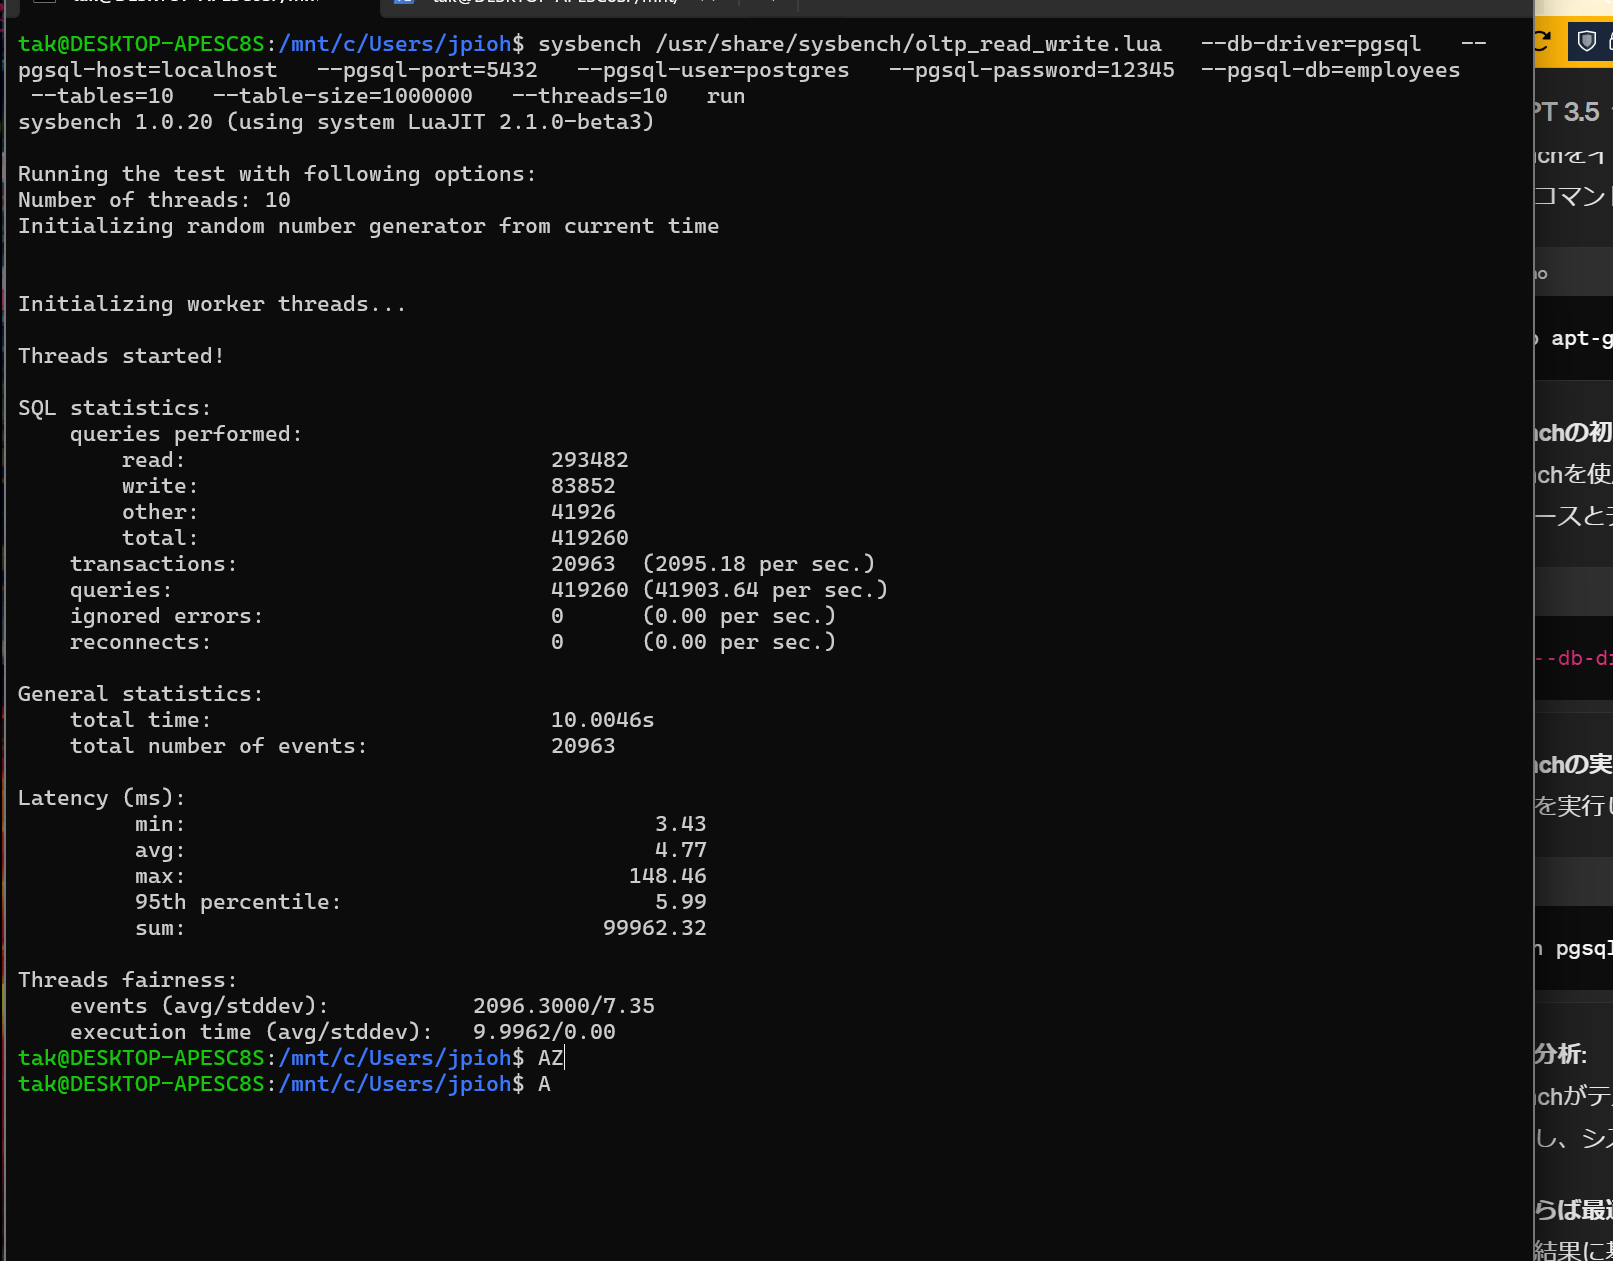 tak@DESKTOP-APESC8S:/mnt/c/Users/jpioh$ sysbench /usr/share/sysbench/oltp_read_write.lua   --db-driver=pgsql   --
pgsql-host=localhost   --pgsql-port=5432   --pgsql-user=postgres   --pgsql-password=12345  --pgsql-db=employees
 --tables=10   --table-size=1000000   --threads=10   run
sysbench 1.0.20 (using system LuaJIT 2.1.0-beta3)
Running the test with following options:
Number of threads: 10
Initializing random number generator from current time
Initializing worker threads...
Threads started!
SQL statistics:
    queries performed:
        read:                            293482
        write:                           83852
        other:                           41926
        total:                           419260
    transactions:                        20963  (2095.18 per sec.)
    queries:                             419260 (41903.64 per sec.)
    ignored errors:                      0      (0.00 per sec.)
    reconnects:                          0      (0.00 per sec.)
General statistics:
    total time:                          10.0046s
    total number of events:              20963
Latency (ms):
         min:                                    3.43
         avg:                                    4.77
         max:                                  148.46
         95th percentile:                        5.99
         sum:                                99962.32
Threads fairness:
    events (avg/stddev):           2096.3000/7.35
    execution time (avg/stddev):   9.9962/0.00
tak@DESKTOP-APESC8S:/mnt/c/Users/jpioh$ AZ
tak@DESKTOP-APESC8S:/mnt/c/Users/jpioh$ A
PT 3.5
コマン
apt-g
nchの初
chを使
ースと
--db-d
nchの実
を実行
pgsql
分析:
chがテ
し、シ
らば最
結果に